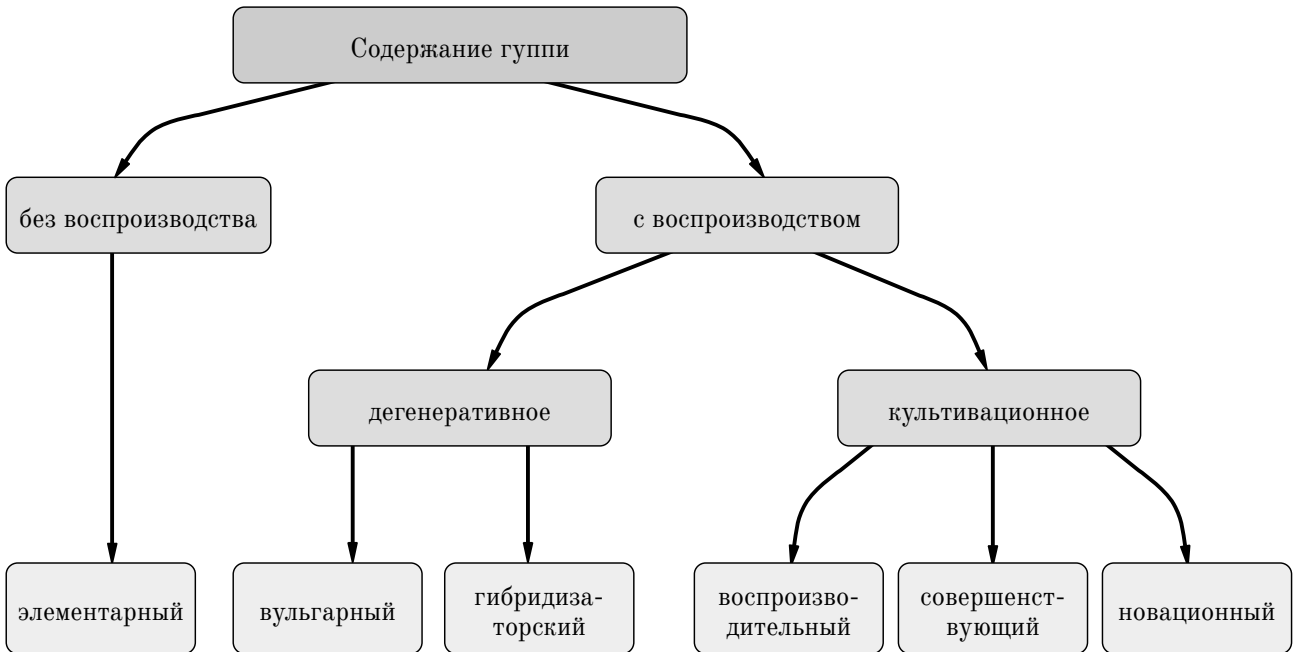 Содержание гуппи
без воспроизводства
с воспроизводством
дегенеративное
культивационное
элементарный
вульгарный
гибридиза-
торский
воспроизво-
дительный
совершенст-
вующий
новационный